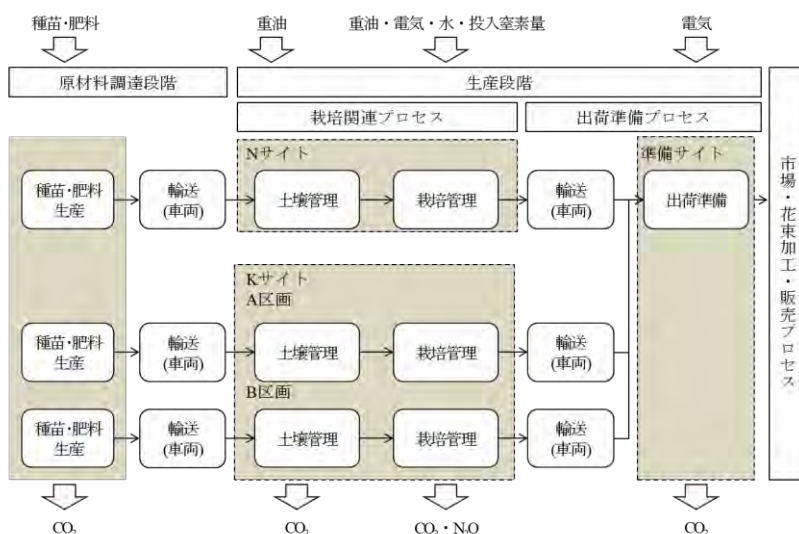 種苗・肥料
重油
重油・電気・水・投入窒素量
電気
原材料調達段階
生産段階
栽培関連プロセス
出荷準備プロセス
Nサイト
準備サイト
種苗・肥料
生産
輸送
(車両)
土壌管理
栽培管理
輸送
(車両)
出荷準備
市場・花束加工・販売プロセス
Kサイト
A区画
種苗・肥料
生産
輸送
(車両)
土壌管理
栽培管理
輸送
(車両)
B区画
種苗・肥料
生産
輸送
(車両)
土壌管理
栽培管理
輸送
(車両)
CO₂
CO₂
CO₂・N₂O
CO₂